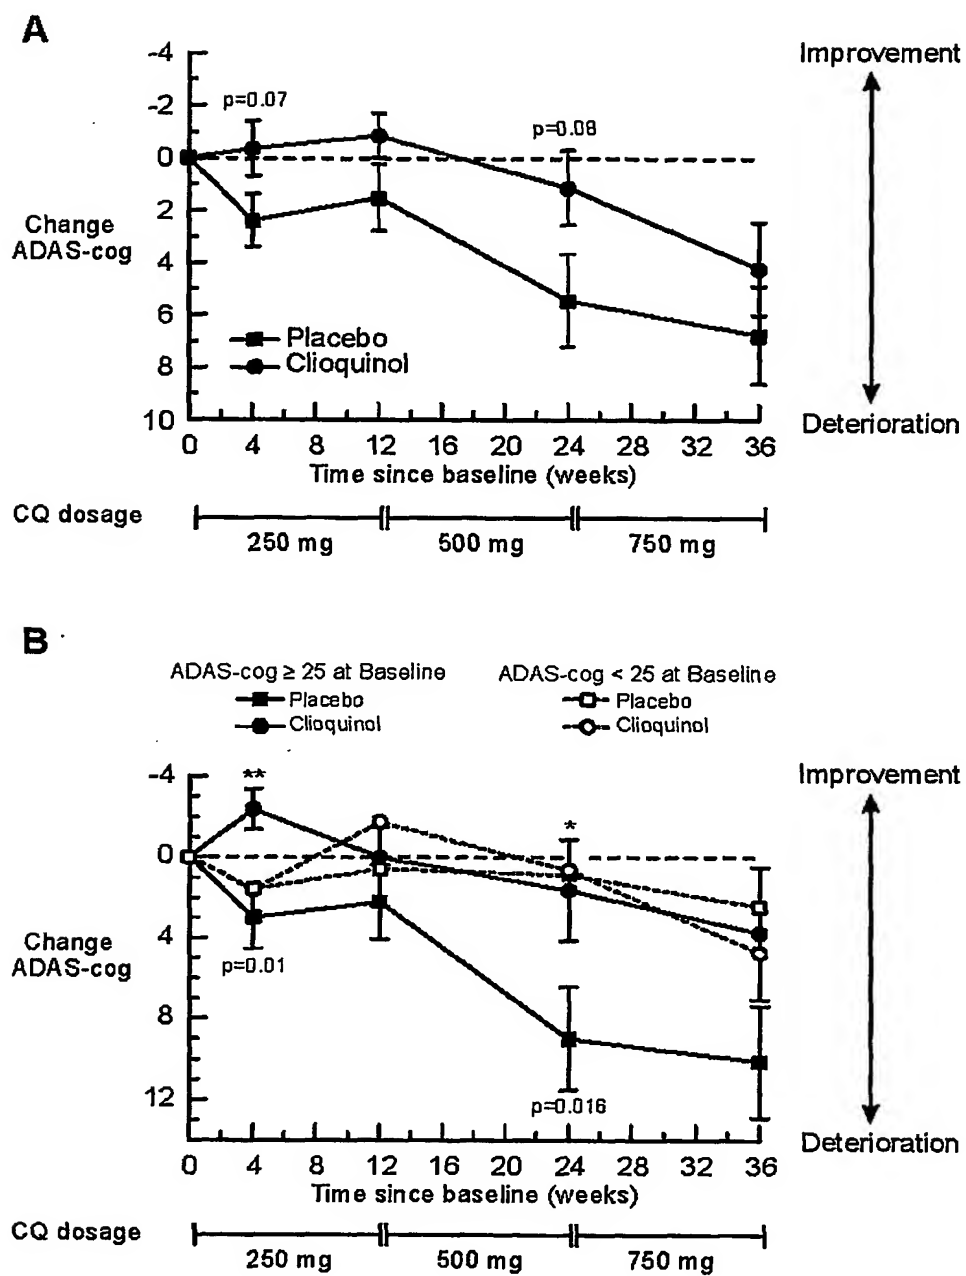 A
Improvement
-4
p=0.07
-2
p=0.08
0
2
Change
ADAS-cog
4
6
Placebo
8
Clioquinol
10
Deterioration
0 4 8 12 16 20 24 28 32 36
Time since baseline (weeks)
CQ dosage
250 mg 500 mg 750 mg
B
ADAS-cog ≥ 25 at Baseline ADAS-cog < 25 at Baseline
Placebo Placebo
Clioquinol Clioquinol
-4 ** Improvement
*
0
4
Change
ADAS-cog
p=0.01
8
12
p=0.016
Deterioration
0 4 8 12 16 20 24 28 32 36
Time since baseline (weeks)
CQ dosage
250 mg 500 mg 750 mg